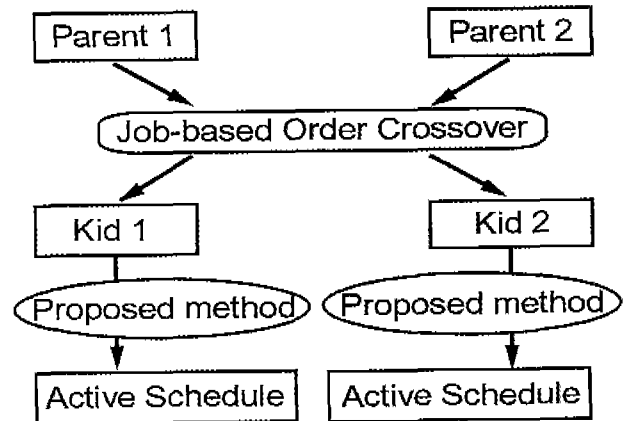 Parent 1
Parent 2
Job-based Order Crossover
Kid 1
Kid 2
Proposed method
Proposed method
Active Schedule
Active Schedule